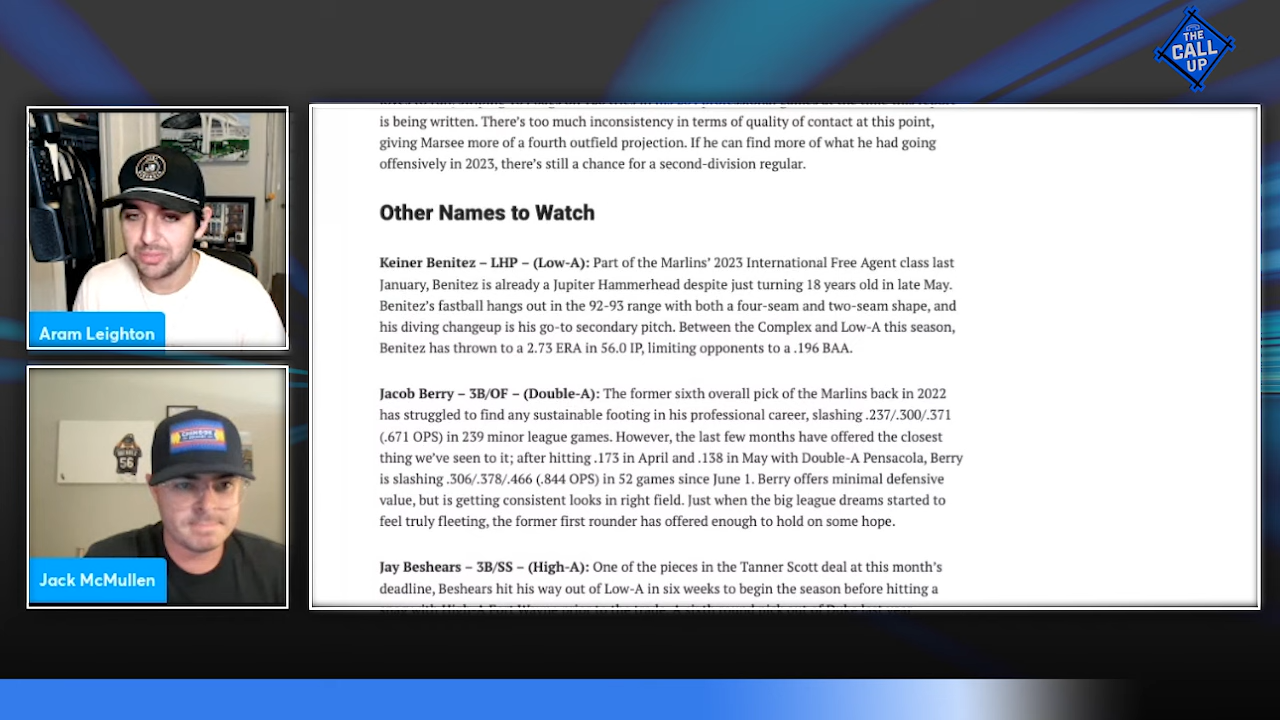 THE
CALL
UP
is being written. There's too much inconsistency in terms of quality of contact at this point,
giving Marsee more of a fourth outfield projection. If he can find more of what he had going
offensively in 2023, there's still a chance for a second-division regular.
Other Names to Watch
Keiner Benitez – LHP – (Low-A): Part of the Marlins' 2023 International Free Agent class last
January, Benitez is already a Jupiter Hammerhead despite just turning 18 years old in late May.
Benitez's fastball hangs out in the 92-93 range with both a four-seam and two-seam shape, and
his diving changeup is his go-to secondary pitch. Between the Complex and Low-A this season,
Benitez has thrown to a 2.73 ERA in 56.0 IP, limiting opponents to a .196 BAA.
Jacob Berry – 3B/OF – (Double-A): The former sixth overall pick of the Marlins back in 2022
has struggled to find any sustainable footing in his professional career, slashing .237/.300/.371
(.671 OPS) in 239 minor league games. However, the last few months have offered the closest
thing we've seen to it; after hitting .173 in April and .138 in May with Double-A Pensacola, Berry
is slashing .306/.378/.466 (.844 OPS) in 52 games since June 1. Berry offers minimal defensive
value, but is getting consistent looks in right field. Just when the big league dreams started to
feel truly fleeting, the former first rounder has offered enough to hold on some hope.
Jay Beshears – 3B/SS – (High-A): One of the pieces in the Tanner Scott deal at this month's
deadline, Beshears hit his way out of Low-A in six weeks to begin the season before hitting a
Aram Leighton
56
Jack McMullen